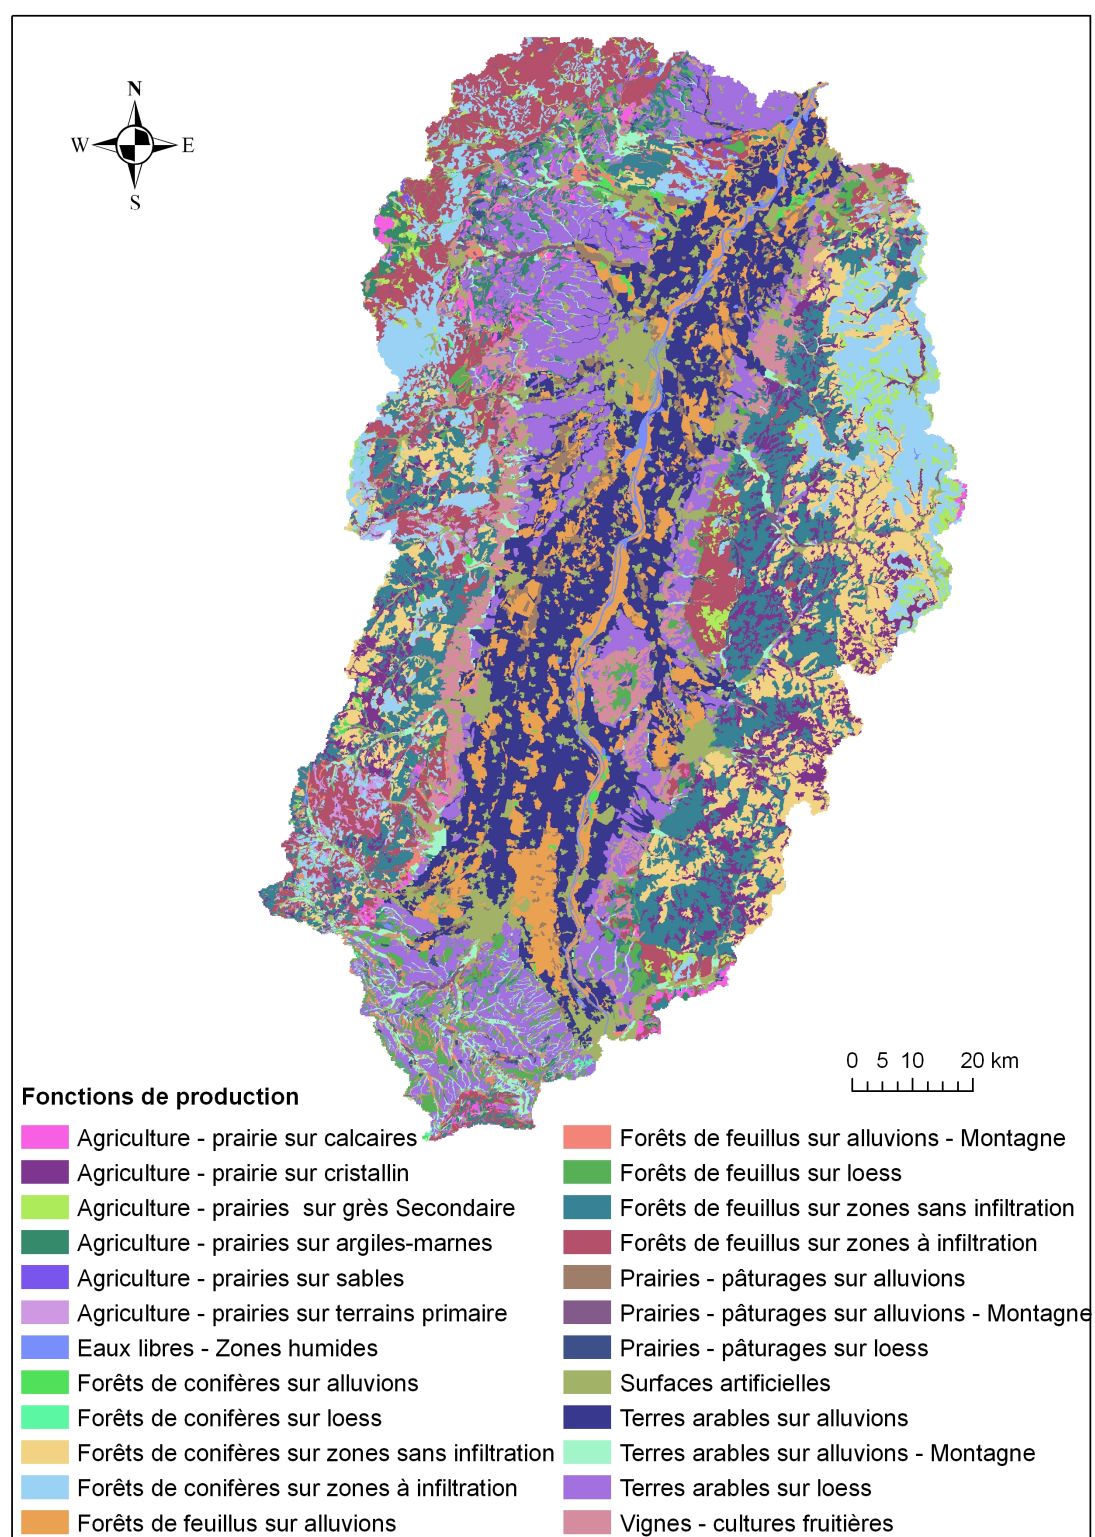 N
W E
S
0 5 10 20 km
Fonctions de production
Agriculture - prairie sur calcaires
Agriculture - prairie sur cristallin
Agriculture - prairies sur grès Secondaire
Agriculture - prairies sur argiles-marnes
Agriculture - prairies sur sables
Agriculture - prairies sur terrains primaire
Eaux libres - Zones humides
Forêts de conifères sur alluvions
Forêts de conifères sur loess
Forêts de conifères sur zones sans infiltration
Forêts de conifères sur zones à infiltration
Forêts de feuillus sur alluvions
Forêts de feuillus sur alluvions - Montagne
Forêts de feuillus sur loess
Forêts de feuillus sur zones sans infiltration
Forêts de feuillus sur zones à infiltration
Prairies - pâturages sur alluvions
Prairies - pâturages sur alluvions - Montagne
Prairies - pâturages sur loess
Surfaces artificielles
Terres arables sur alluvions
Terres arables sur alluvions - Montagne
Terres arables sur loess
Vignes - cultures fruitières